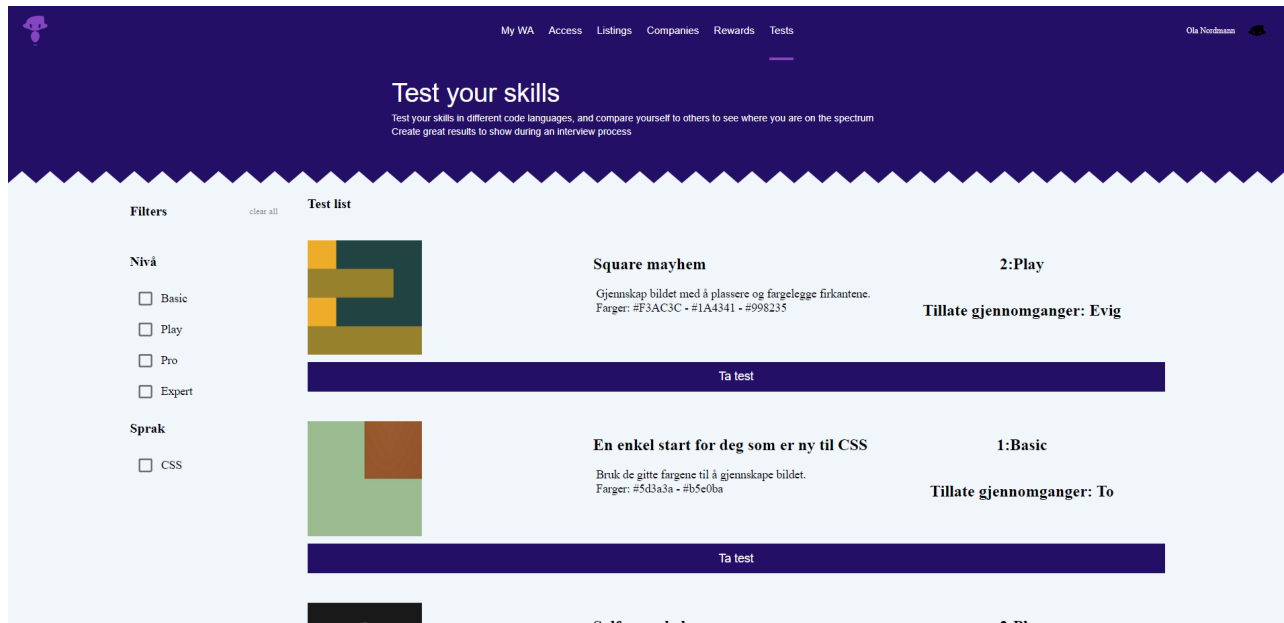 My WA Access Listings Companies Rewards Tests
Ola Nordmann
Test your skills
Test your skills in different code languages, and compare yourself to others to see where you are on the spectrum
Create great results to show during an interview process
Filters
clear all
Nivå
Basic
Play
Pro
Expert
Sprak
CSS
Test list
Square mayhem
Gjennskap bildet med å plassere og fargelegge firkantene.
Farger: #F3AC3C - #1A4341 - #998235
2:Play
Tillate gjennomganger: Evig
Ta test
En enkel start for deg som er ny til CSS
Bruk de gitte fargene til å gjennskape bildet.
Farger: #5d3a3a - #b5e0ba
1:Basic
Tillate gjennomganger: To
Ta test